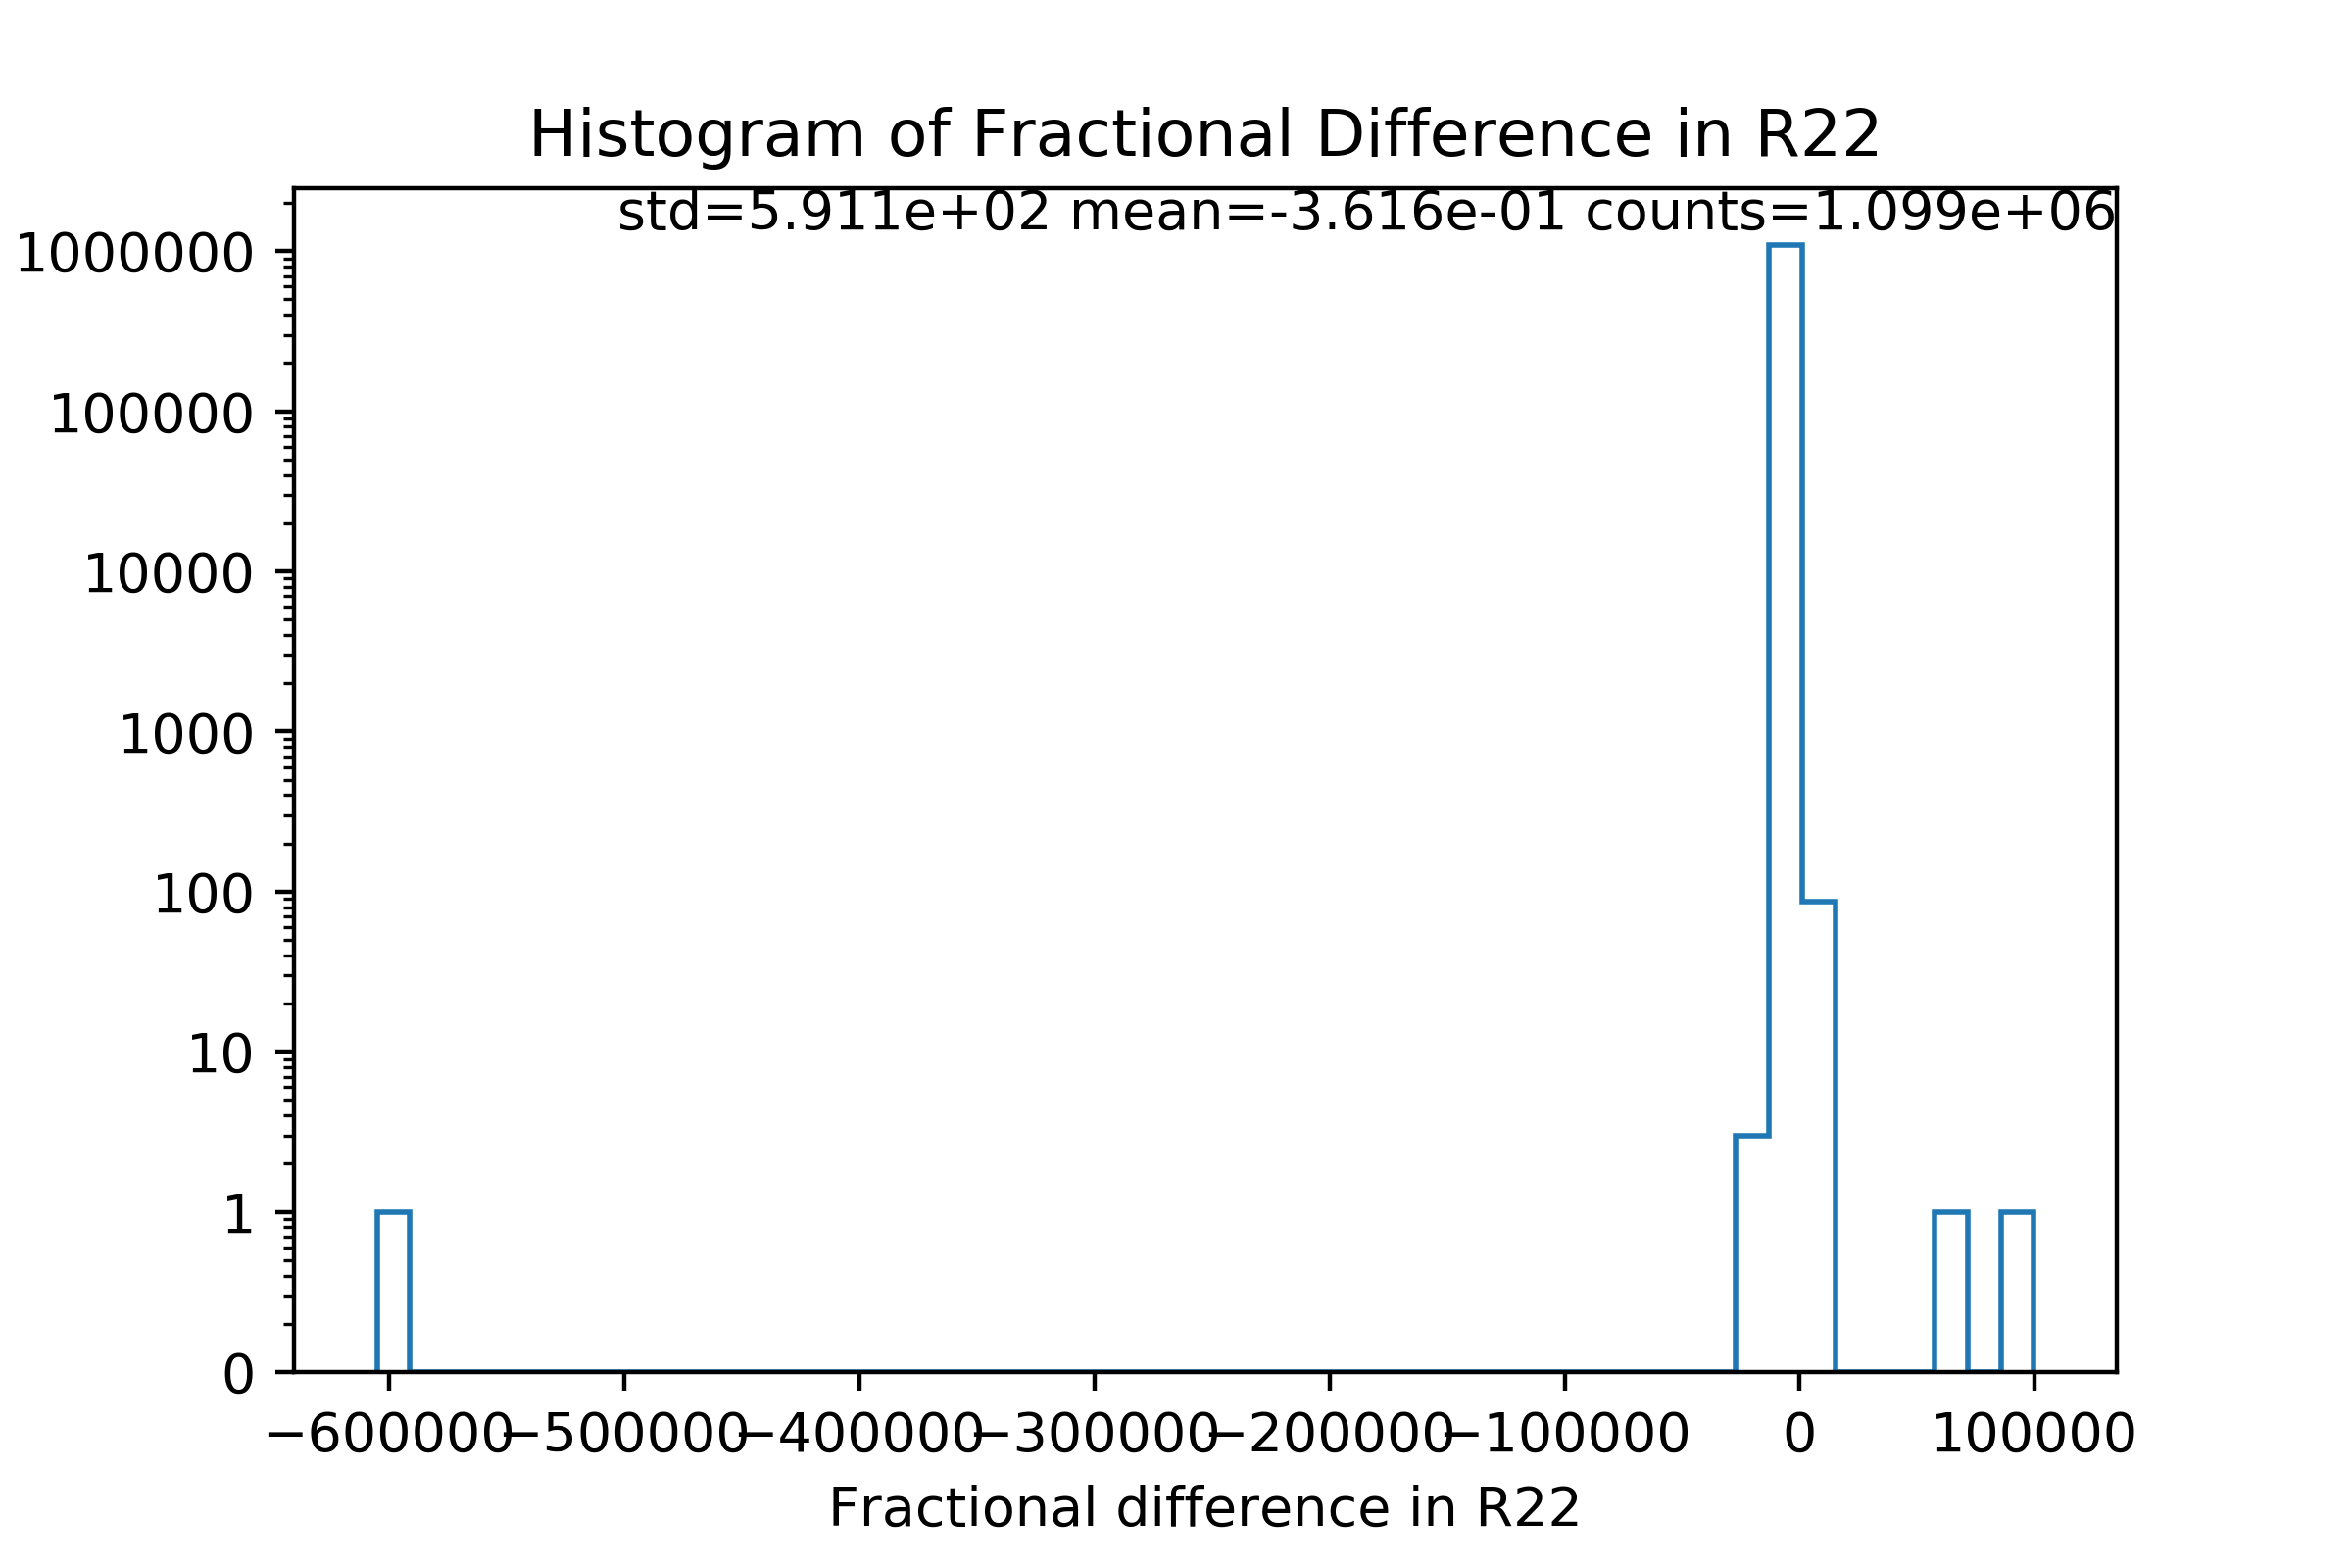 Histogram of Fractional Difference in R22
std=5.911e+02 mean=-3.616e-01 counts=1.099e+06
1000000
100000
10000
1000
100
10
1
0
−600000 −500000 −400000 −300000 −200000 −100000 0 100000
Fractional difference in R22